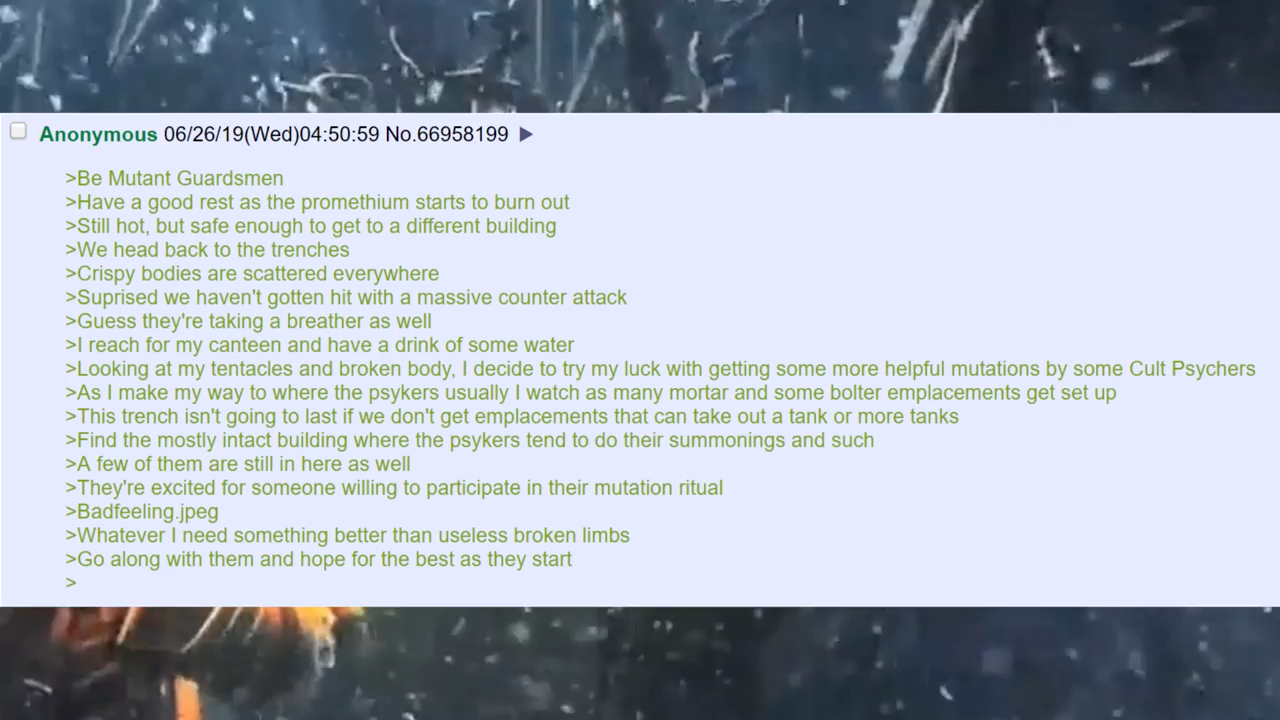 Anonymous 06/26/19(Wed)04:50:59 No.66958199 ▶
>Be Mutant Guardsmen
>Have a good rest as the promethium starts to burn out
>Still hot, but safe enough to get to a different building
>We head back to the trenches
>Crispy bodies are scattered everywhere
>Suprised we haven't gotten hit with a massive counter attack
>Guess they're taking a breather as well
>I reach for my canteen and have a drink of some water
>Looking at my tentacles and broken body, I decide to try my luck with getting some more helpful mutations by some Cult Psychers
>As I make my way to where the psykers usually I watch as many mortar and some bolter emplacements get set up
>This trench isn't going to last if we don't get emplacements that can take out a tank or more tanks
>Find the mostly intact building where the psykers tend to do their summonings and such
>A few of them are still in here as well
>They're excited for someone willing to participate in their mutation ritual
>Badfeeling.jpeg
>Whatever I need something better than useless broken limbs
>Go along with them and hope for the best as they start
>